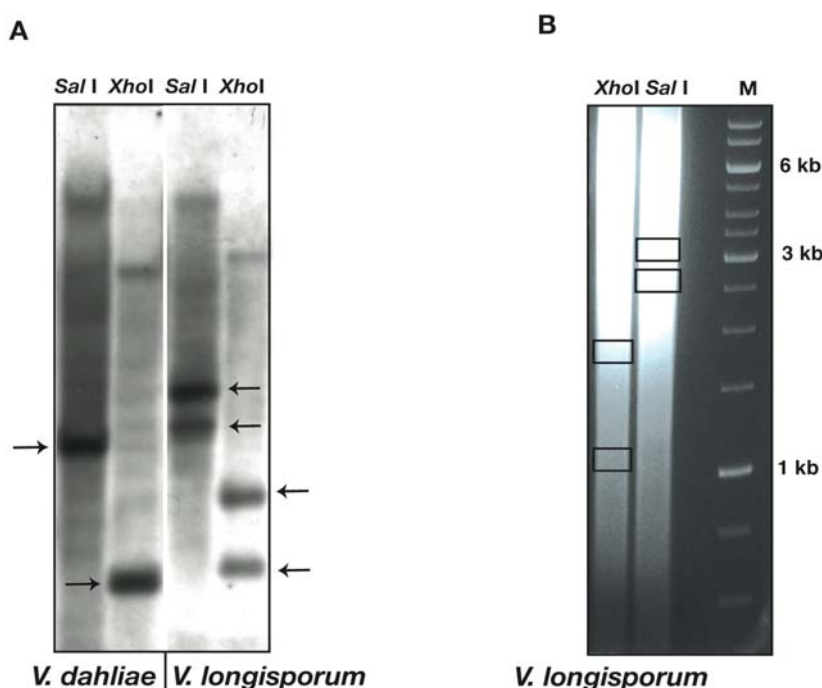 A
Sal I XhoI Sal I XhoI
V. dahliae V. longisporum
B
XhoI Sal I M
6 kb
3 kb
1 kb
V. longisporum